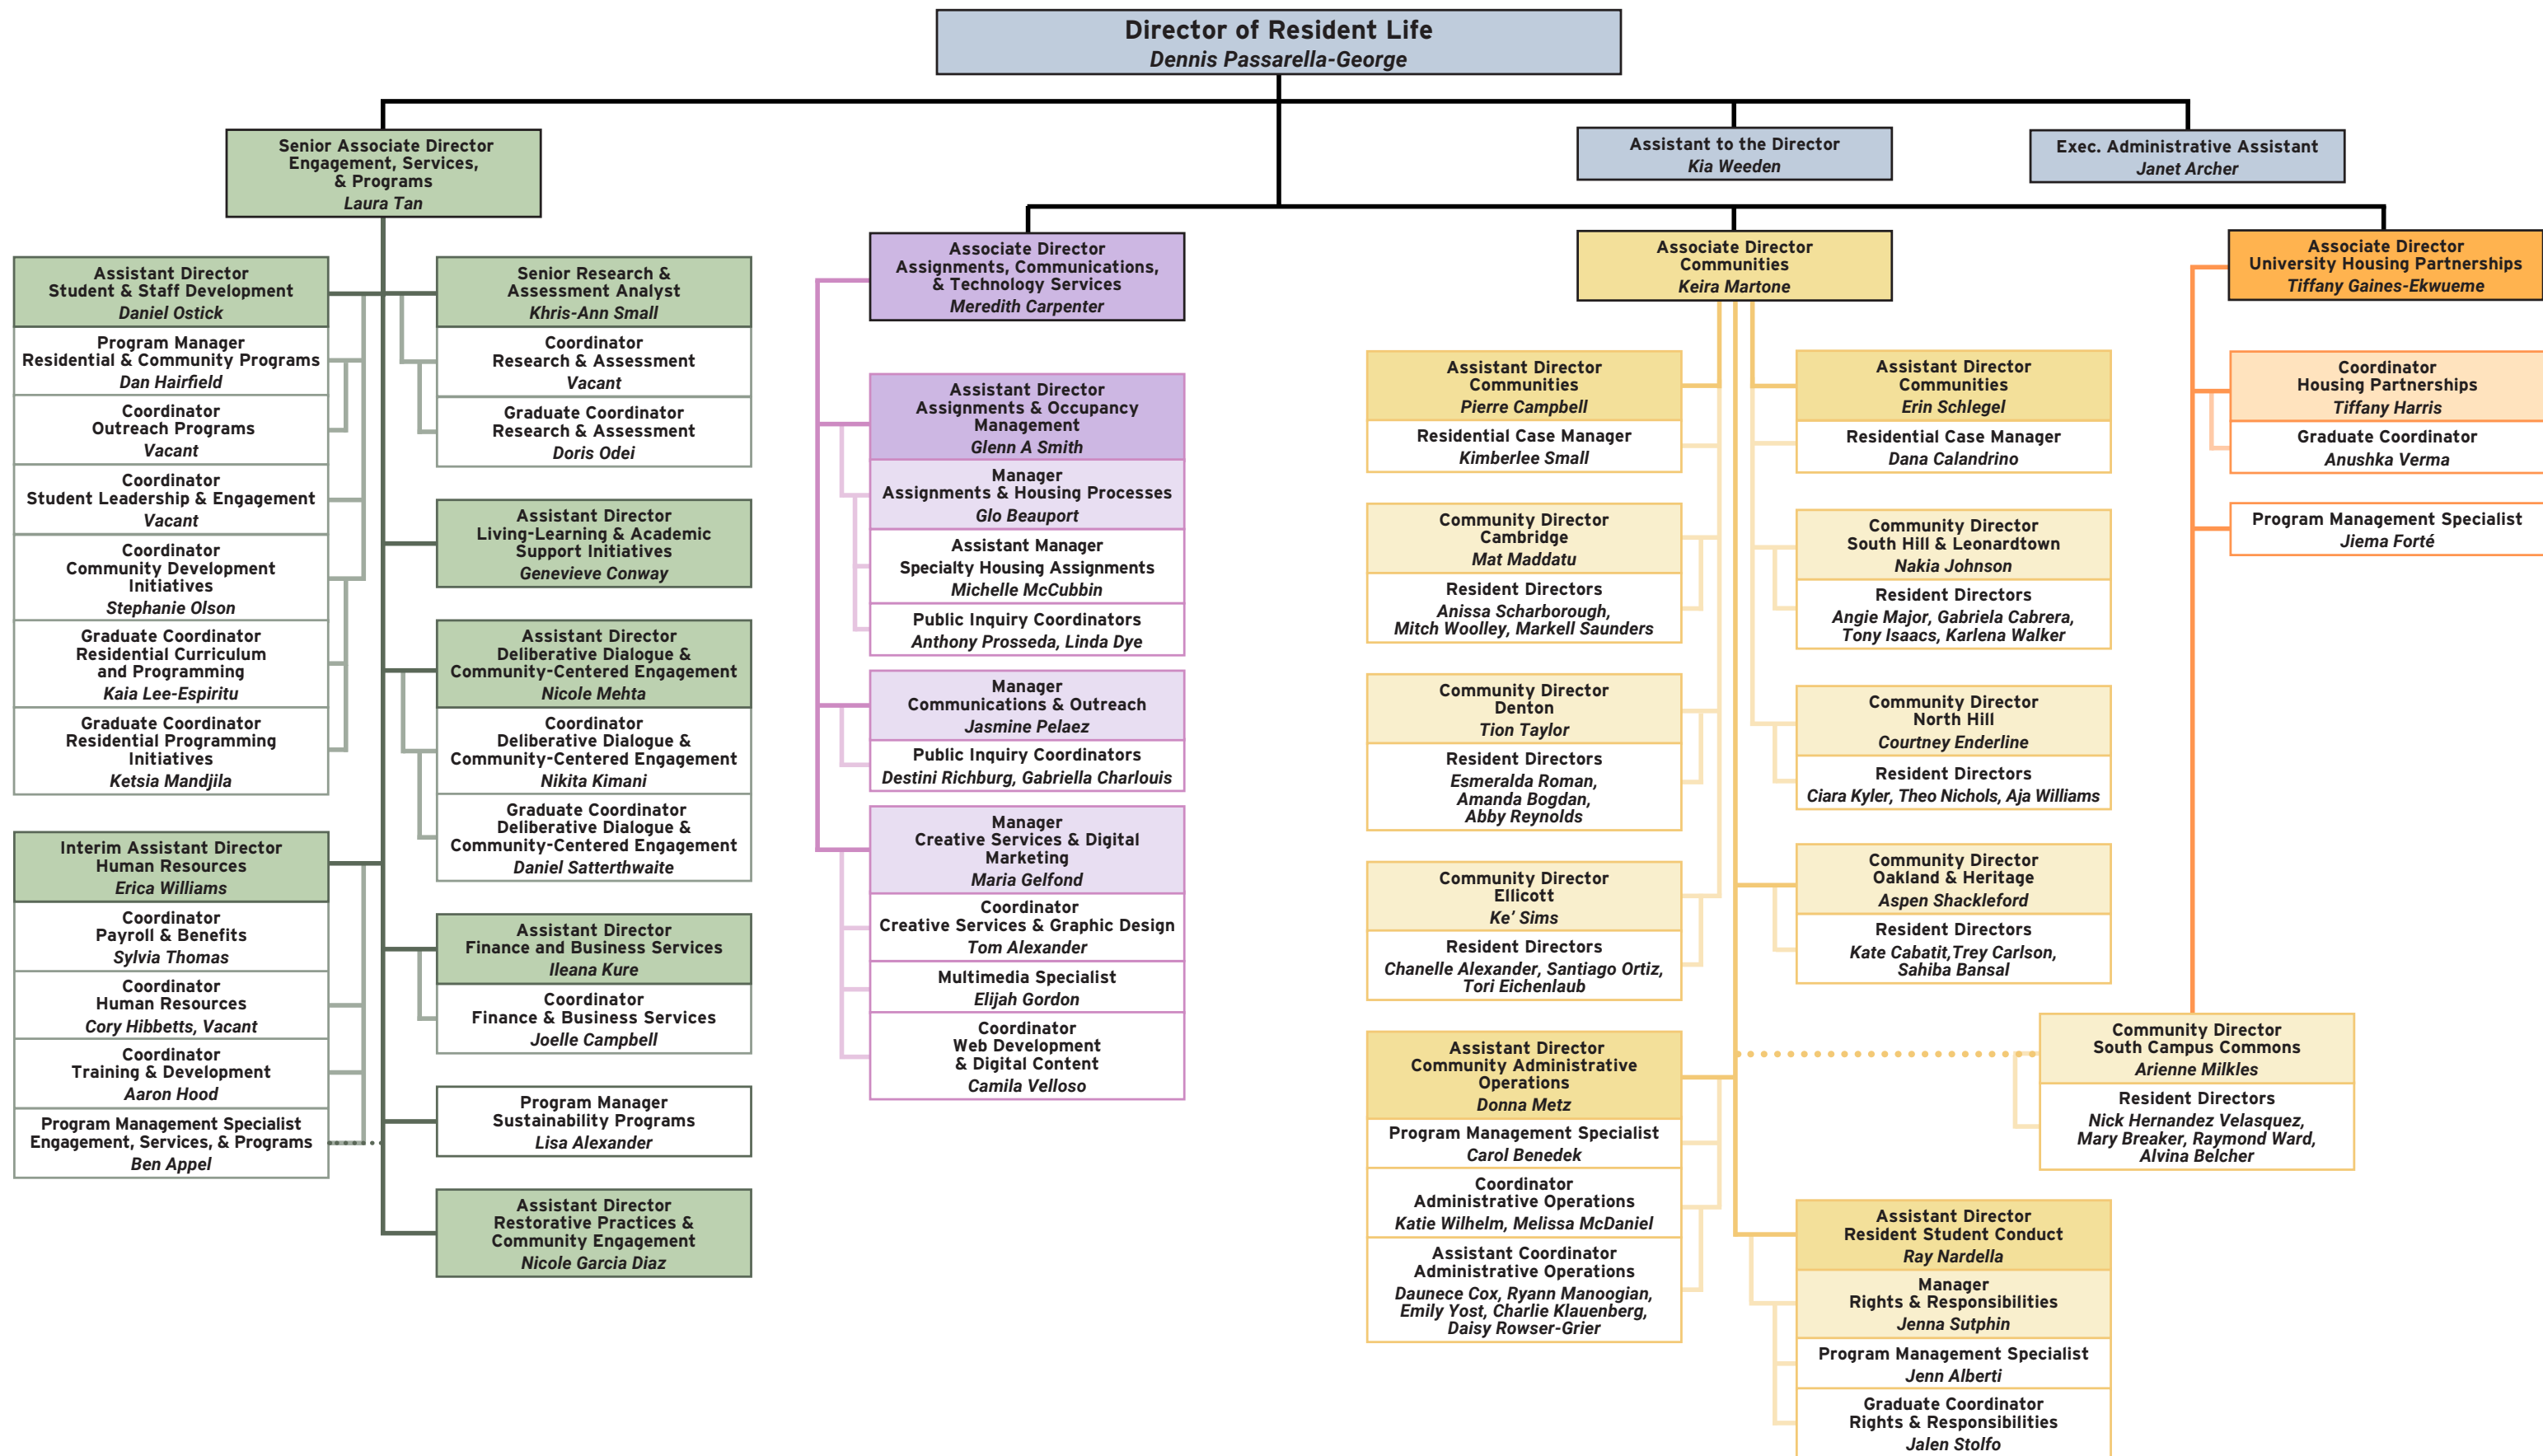 Director of Resident Life
Dennis Passarella-George
Senior Associate Director
Engagement, Services,
& Programs
Laura Tan
Assistant to the Director
Kia Weeden
Exec. Administrative Assistant
Janet Archer
Assistant Director
Student & Staff Development
Daniel Ostick
Program Manager
Residential & Community Programs
Dan Hairfield
Coordinator
Outreach Programs
Vacant
Coordinator
Student Leadership & Engagement
Vacant
Coordinator
Community Development
Initiatives
Stephanie Olson
Graduate Coordinator
Residential Curriculum
and Programming
Kaia Lee-Espiritu
Graduate Coordinator
Residential Programming
Initiatives
Ketsia Mandjila
Interim Assistant Director
Human Resources
Erica Williams
Coordinator
Payroll & Benefits
Sylvia Thomas
Coordinator
Human Resources
Cory Hibbetts, Vacant
Coordinator
Training & Development
Aaron Hood
Program Management Specialist
Engagement, Services, & Programs
Ben Appel
Senior Research &
Assessment Analyst
Khris-Ann Small
Coordinator
Research & Assessment
Vacant
Graduate Coordinator
Research & Assessment
Doris Odei
Assistant Director
Living-Learning & Academic
Support Initiatives
Genevieve Conway
Assistant Director
Deliberative Dialogue &
Community-Centered Engagement
Nicole Mehta
Coordinator
Deliberative Dialogue &
Community-Centered Engagement
Nikita Kimani
Graduate Coordinator
Deliberative Dialogue &
Community-Centered Engagement
Daniel Satterthwaite
Assistant Director
Finance and Business Services
Ileana Kure
Coordinator
Finance & Business Services
Joelle Campbell
Program Manager
Sustainability Programs
Lisa Alexander
Assistant Director
Restorative Practices &
Community Engagement
Nicole Garcia Diaz
Associate Director
Assignments, Communications,
& Technology Services
Meredith Carpenter
Assistant Director
Assignments & Occupancy
Management
Glenn A Smith
Manager
Assignments & Housing Processes
Glo Beauport
Assistant Manager
Specialty Housing Assignments
Michelle McCubbin
Public Inquiry Coordinators
Anthony Prosseda, Linda Dye
Manager
Communications & Outreach
Jasmine Pelaez
Public Inquiry Coordinators
Destini Richburg, Gabriella Charlouis
Manager
Creative Services & Digital
Marketing
Maria Gelfond
Coordinator
Creative Services & Graphic Design
Tom Alexander
Multimedia Specialist
Elijah Gordon
Coordinator
Web Development
& Digital Content
Camila Velloso
Associate Director
Communities
Keira Martone
Assistant Director
Communities
Pierre Campbell
Residential Case Manager
Kimberlee Small
Community Director
Cambridge
Mat Maddatu
Resident Directors
Anissa Scharborough,
Mitch Woolley, Markell Saunders
Community Director
Denton
Tion Taylor
Resident Directors
Esmeralda Roman,
Amanda Bogdan,
Abby Reynolds
Community Director
Ellicott
Ke’ Sims
Resident Directors
Chanelle Alexander, Santiago Ortiz,
Tori Eichenlaub
Assistant Director
Community Administrative
Operations
Donna Metz
Program Management Specialist
Carol Benedek
Coordinator
Administrative Operations
Katie Wilhelm, Melissa McDaniel
Assistant Coordinator
Administrative Operations
Daunece Cox, Ryann Manoogian,
Emily Yost, Charlie Klauenberg,
Daisy Rowser-Grier
Assistant Director
Communities
Erin Schlegel
Residential Case Manager
Dana Calandrino
Community Director
South Hill & Leonardtown
Nakia Johnson
Resident Directors
Angie Major, Gabriela Cabrera,
Tony Isaacs, Karlena Walker
Community Director
North Hill
Courtney Enderline
Resident Directors
Ciara Kyler, Theo Nichols, Aja Williams
Community Director
Oakland & Heritage
Aspen Shackleford
Resident Directors
Kate Cabatit,Trey Carlson,
Sahiba Bansal
Assistant Director
Resident Student Conduct
Ray Nardella
Manager
Rights & Responsibilities
Jenna Sutphin
Program Management Specialist
Jenn Alberti
Graduate Coordinator
Rights & Responsibilities
Jalen Stolfo
Associate Director
University Housing Partnerships
Tiffany Gaines-Ekwueme
Coordinator
Housing Partnerships
Tiffany Harris
Graduate Coordinator
Anushka Verma
Program Management Specialist
Jiema Forté
Community Director
South Campus Commons
Arienne Milkles
Resident Directors
Nick Hernandez Velasquez,
Mary Breaker, Raymond Ward,
Alvina Belcher